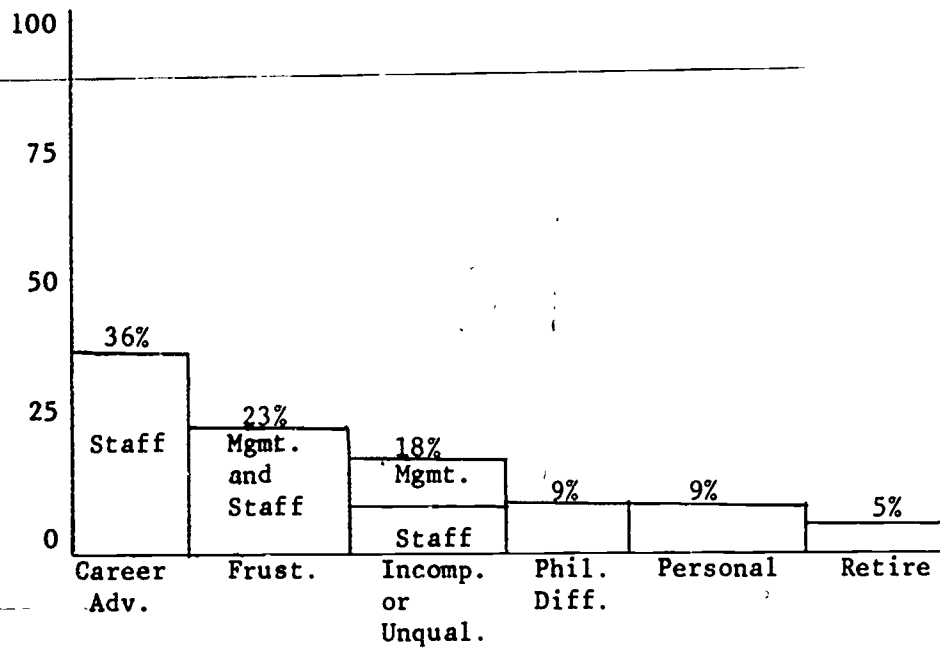 100
75
50
25
0
36%
Staff
23%
Mgmt.
and
Staff
18%
Mgmt.
Staff
9%
9%
5%
Career
Adv.
Frust.
Incomp.
or
Unqual.
Phil.
Diff.
Personal
Retire